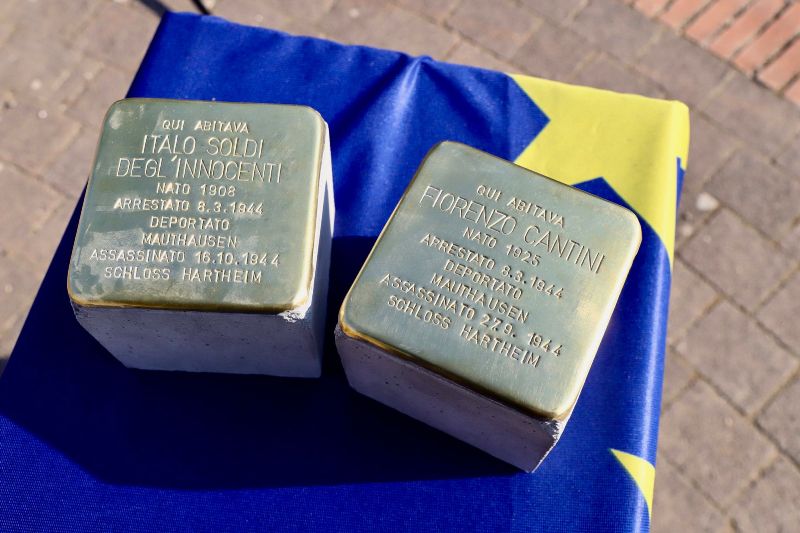 QUI ABITAVA
ITALO SOLDI
DEGL'INNOCENTI
NATO 1908
ARRESTATO 8.3.1944
DEPORTATO
MAUTHAUSEN
ASSASSINATO 16.10.1944
SCHLOSS HARTHEIM
QUI ABITAVA
FIORENZO CANTINI
NATO 1925
ARRESTATO 8.3.1944
DEPORTATO
MAUTHAUSEN
ASSASSINATO 27.9. 1944
SCHLOSS HARTHEIM